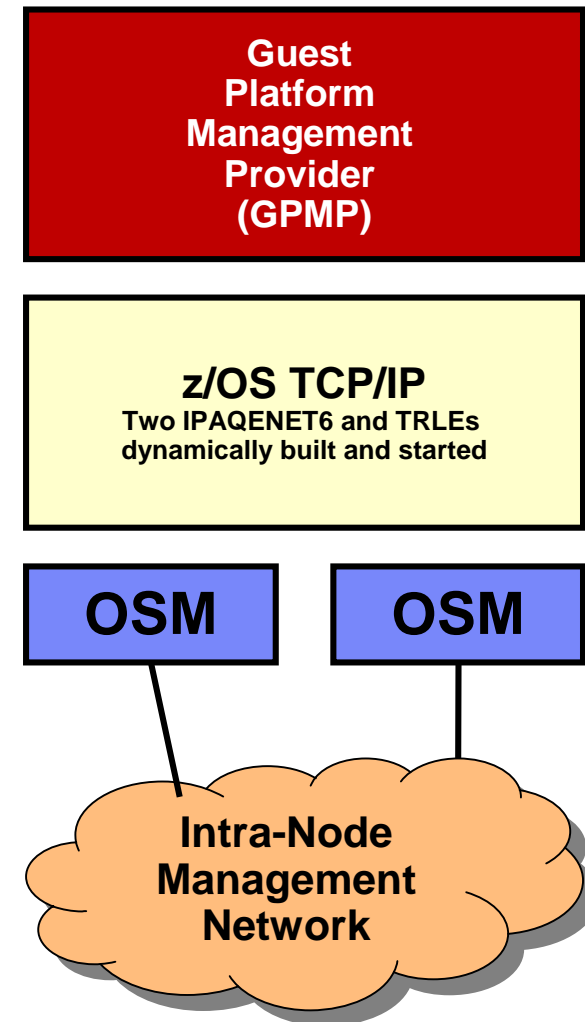 Guest
Platform
Management
Provider
(GPMP)
z/OS TCP/IP
Two IPAQENET6 and TRLEs
dynamically built and started
OSM
OSM
Intra-Node
Management
Network